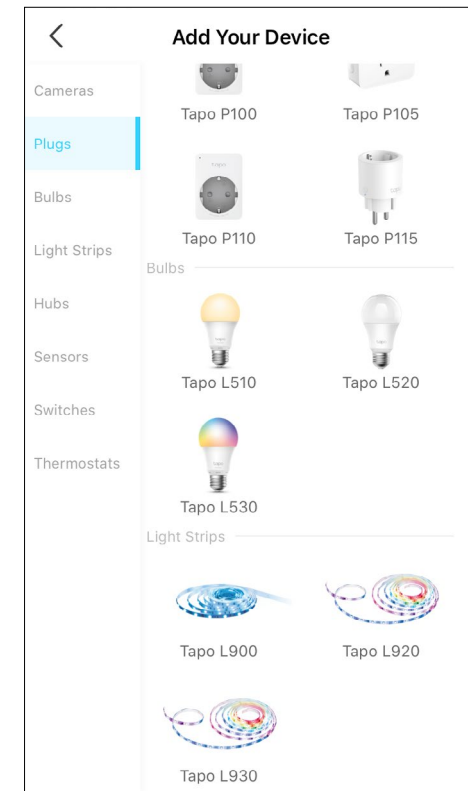 Add Your Device
Cameras
Plugs
Bulbs
Light Strips
Hubs
Sensors
Switches
Thermostats
Tapo P100
Tapo P105
tapo
Tapo P110
Tapo P115
Bulbs
Tapo L510
Tapo L520
Tapo L530
Light Strips
Tapo L900
Tapo L920
Tapo L930